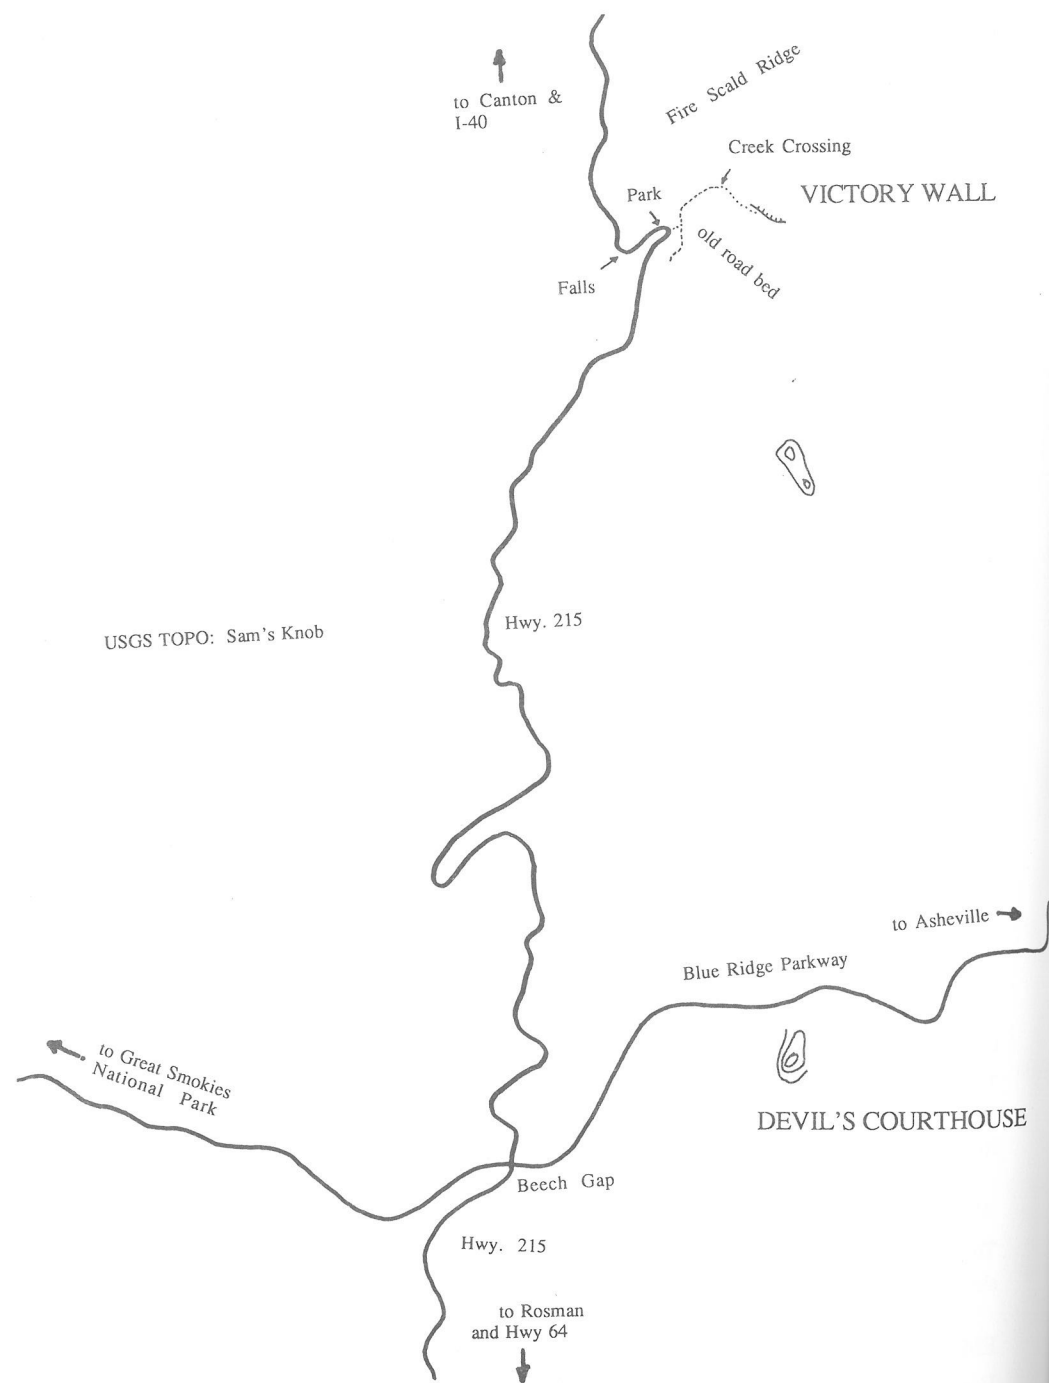 Fire Scald Ridge
to Canton &
I-40
Creek Crossing
VICTORY WALL
Park
old road bed
Falls
Hwy. 215
USGS TOPO: Sam's Knob
to Asheville
Blue Ridge Parkway
to Great Smokies
National Park
DEVIL'S COURTHOUSE
Beech Gap
Hwy. 215
to Rosman
and Hwy 64